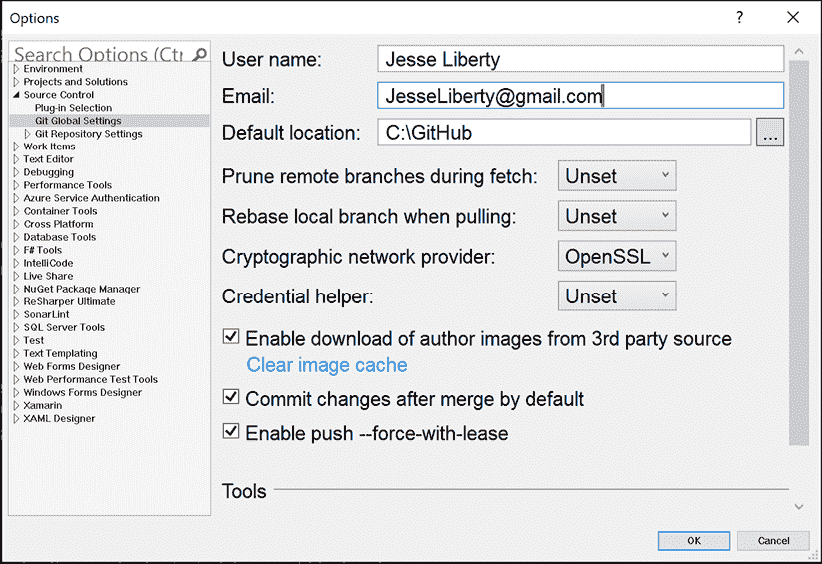 Options
?
Search Options (Ctr
Environment
Projects and Solutions
Source Control
Plug-in Selection
Git Global Settings
Git Repository Settings
Work Items
Text Editor
Debugging
Performance Tools
Azure Service Authentication
Container Tools
Cross Platform
Database Tools
F# Tools
IntelliCode
Live Share
NuGet Package Manager
ReSharper Ultimate
SonarLint
SQL Server Tools
Test
Text Templating
Web Forms Designer
Web Performance Test Tools
Windows Forms Designer
Xamarin
XAML Designer
User name: Jesse Liberty
Email: JesseLiberty@gmail.com
Default location: C:\GitHub ...
Prune remote branches during fetch: Unset
Rebase local branch when pulling: Unset
Cryptographic network provider: OpenSSL
Credential helper: Unset
Enable download of author images from 3rd party source
Clear image cache
Commit changes after merge by default
Enable push --force-with-lease
Tools
OK Cancel